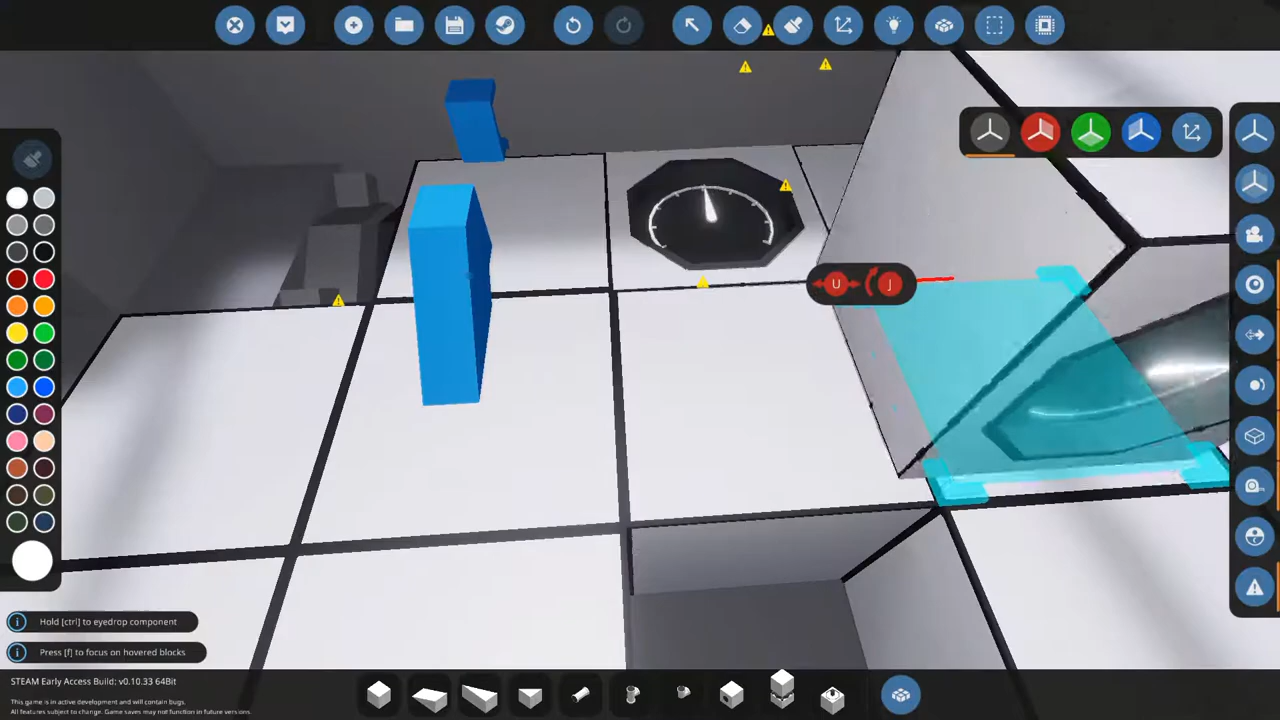 U
J
Hold [ctrl] to eyedrop component
Press [f] to focus on hovered blocks
STEAM Early Access Build: v0.10.33 64Bit
This game is in active development and will contain bugs.
All features subject to change. Game saves may not function in future versions.